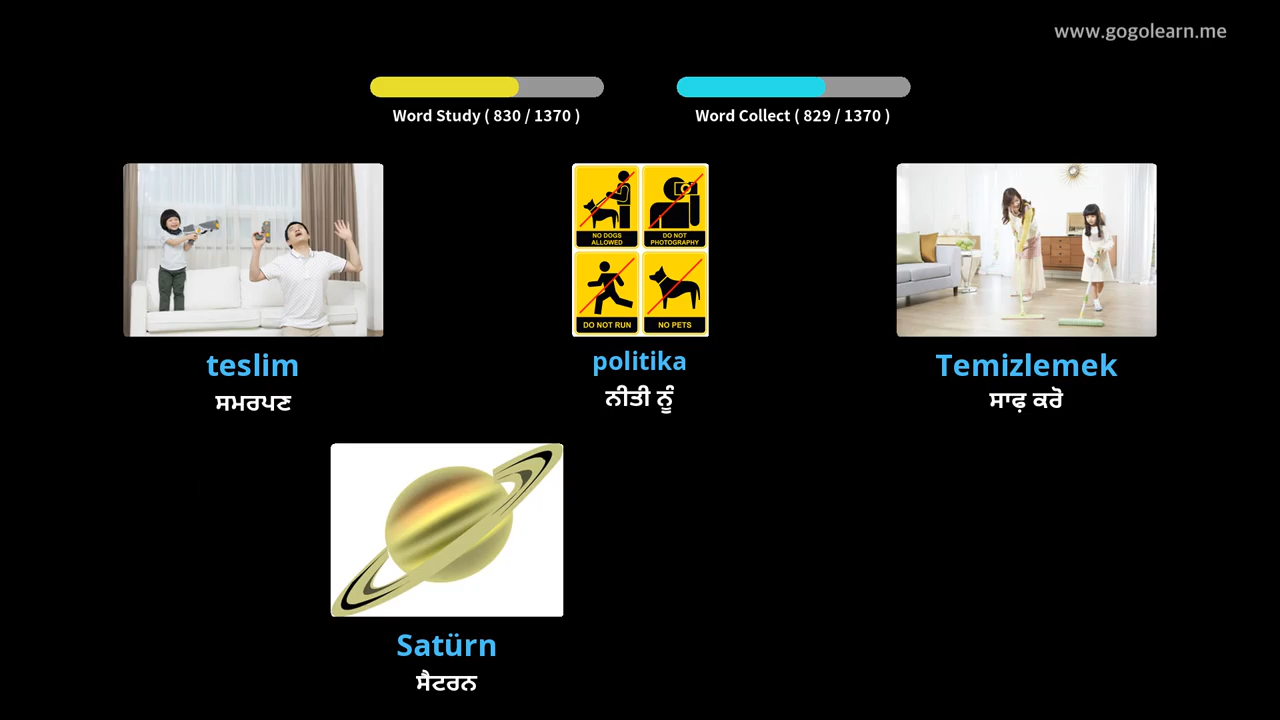 www.gogolearn.me
Word Study ( 830 / 1370 )
Word Collect ( 829 / 1370 )
NO DOGS
ALLOWED
DO NOT
PHOTOGRAPHY
DO NOT RUN
NO PETS
teslim
politika
Temizlemek
ਸਮਰਪਣ
ਨੀਤੀ ਨੂੰ
ਸਾਫ਼ ਕਰੋ
Satürn
ਸੈਟਰਨ